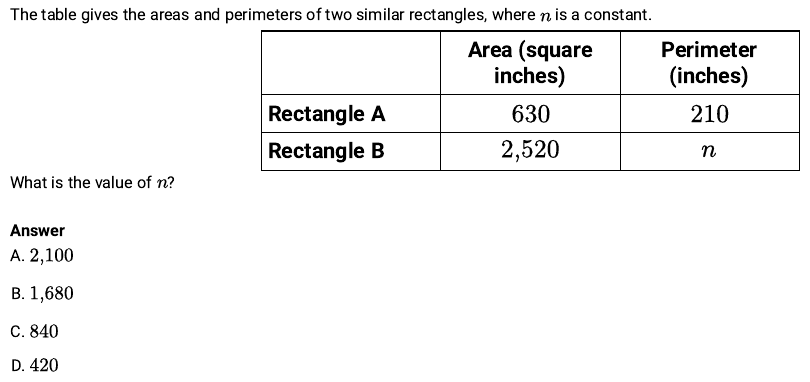 The table gives the areas and perimeters of two similar rectangles, where n is a constant.
Area (square inches) Perimeter (inches)
Rectangle A 630 210
Rectangle B 2,520 n
What is the value of n?
Answer
A. 2,100
B. 1,680
C. 840
D. 420